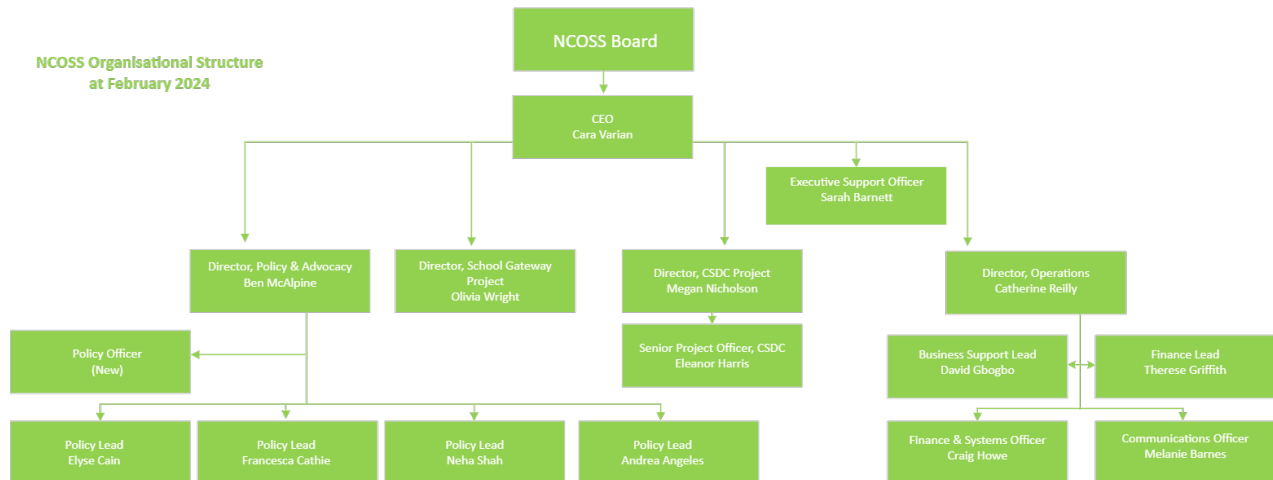 NCOSS Board
NCOSS Organisational Structure
at February 2024
CEO
Cara Varian
Executive Support Officer
Sarah Barnett
Director, Policy & Advocacy
Ben McAlpine
Director, School Gateway
Project
Olivia Wright
Director, CSDC Project
Megan Nicholson
Director, Operations
Catherine Reilly
Policy Officer
(New)
Senior Project Officer, CSDC
Eleanor Harris
Business Support Lead
David Gbogbo
Finance Lead
Therese Griffith
Policy Lead
Elyse Cain
Policy Lead
Francesca Cathie
Policy Lead
Neha Shah
Policy Lead
Andrea Angeles
Finance & Systems Officer
Craig Howe
Communications Officer
Melanie Barnes